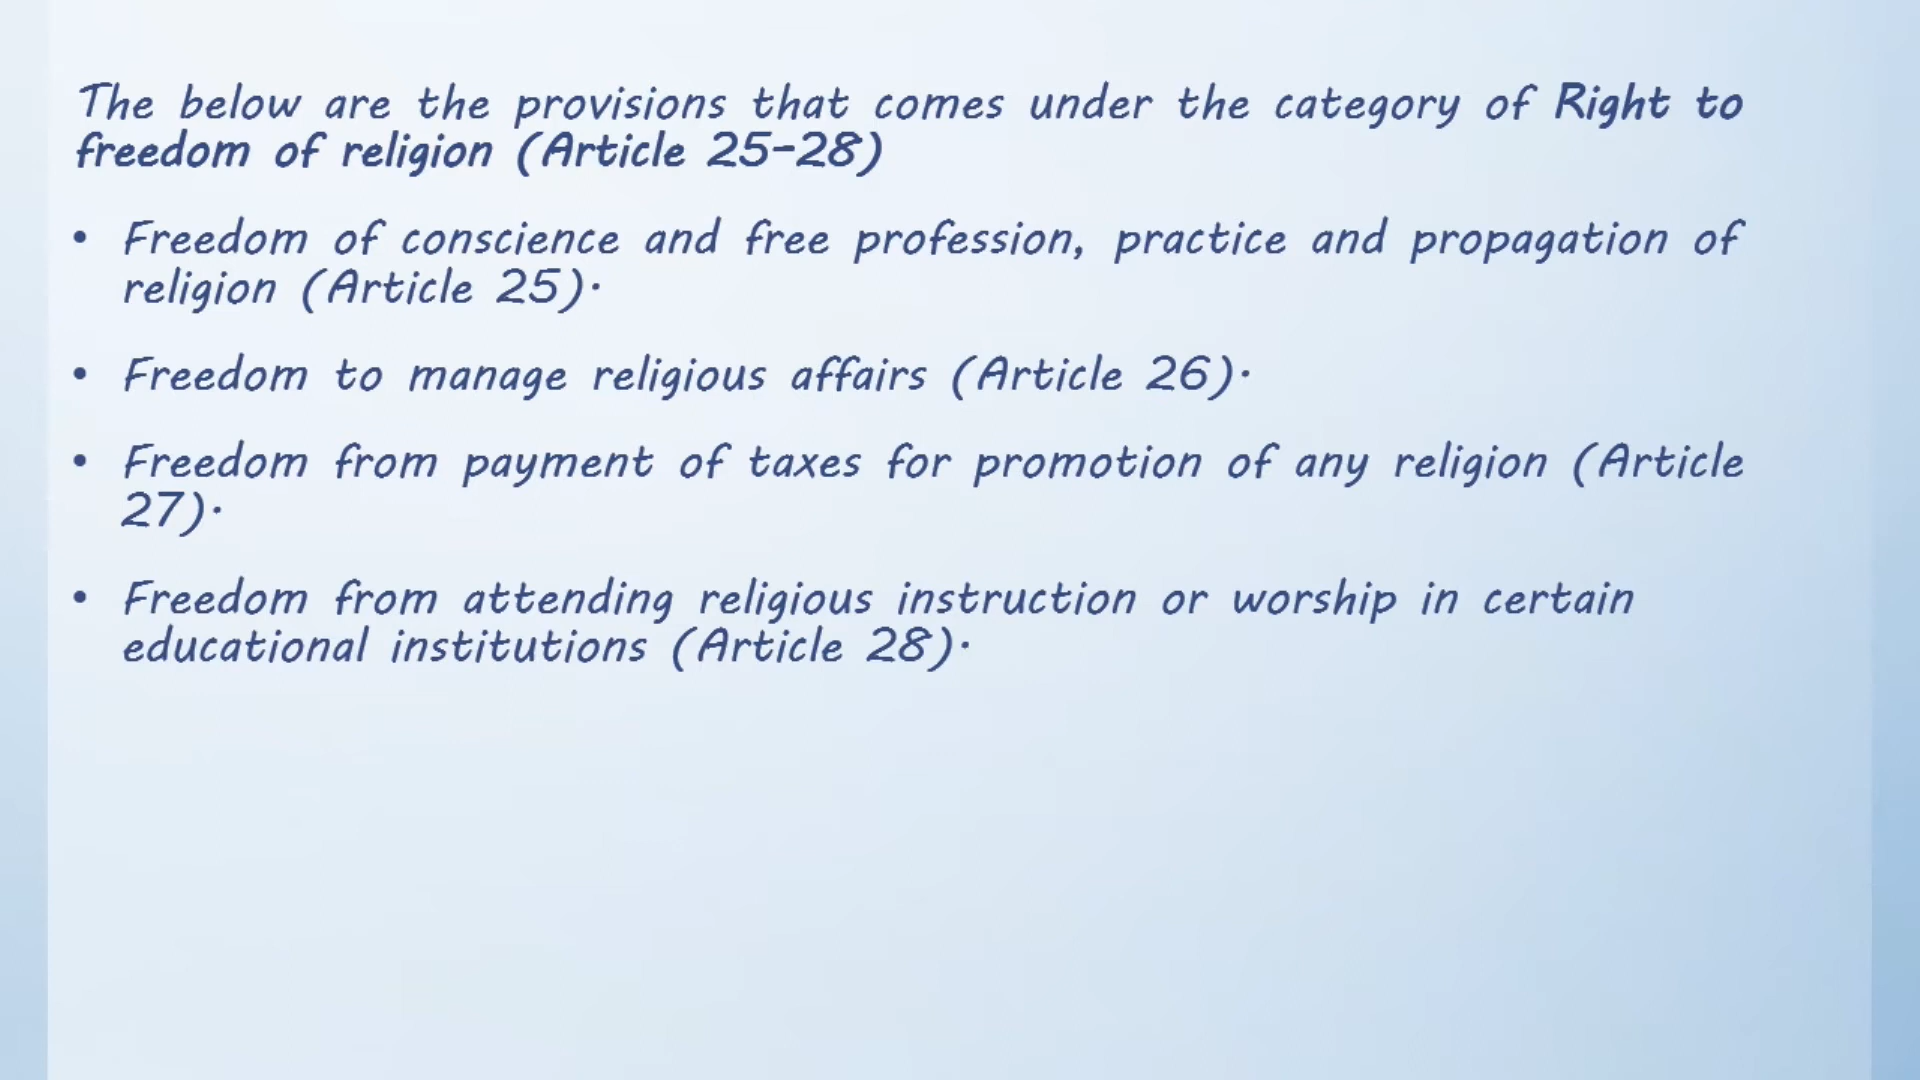 The below are the provisions that comes under the category of Right to
freedom of religion (Article 25-28)
• Freedom of conscience and free profession, practice and propagation of
religion (Article 25).
• Freedom to manage religious affairs (Article 26).
• Freedom from payment of taxes for promotion of any religion (Article
27).
• Freedom from attending religious instruction or worship in certain
educational institutions (Article 28).